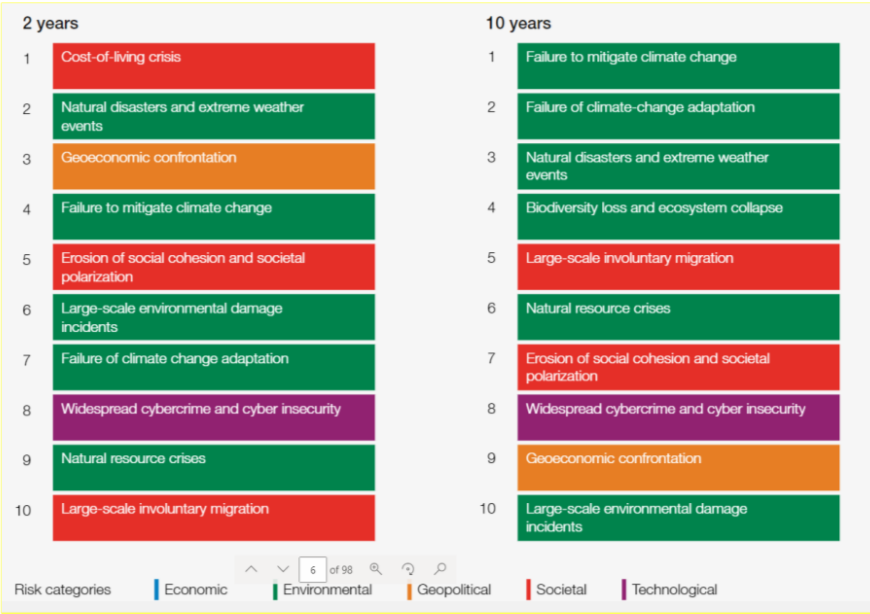 2 years
1 Cost-of-living crisis
2 Natural disasters and extreme weather
events
3 Geoeconomic confrontation
4 Failure to mitigate climate change
5 Erosion of social cohesion and societal
polarization
6 Large-scale environmental damage
incidents
7 Failure of climate change adaptation
8 Widespread cybercrime and cyber insecurity
9 Natural resource crises
10 Large-scale involuntary migration
10 years
1 Failure to mitigate climate change
2 Failure of climate-change adaptation
3 Natural disasters and extreme weather
events
4 Biodiversity loss and ecosystem collapse
5 Large-scale involuntary migration
6 Natural resource crises
7 Erosion of social cohesion and societal
polarization
8 Widespread cybercrime and cyber insecurity
9 Geoeconomic confrontation
10 Large-scale environmental damage
incidents
6 of 98
Risk categories Economic Environmental Geopolitical Societal Technological